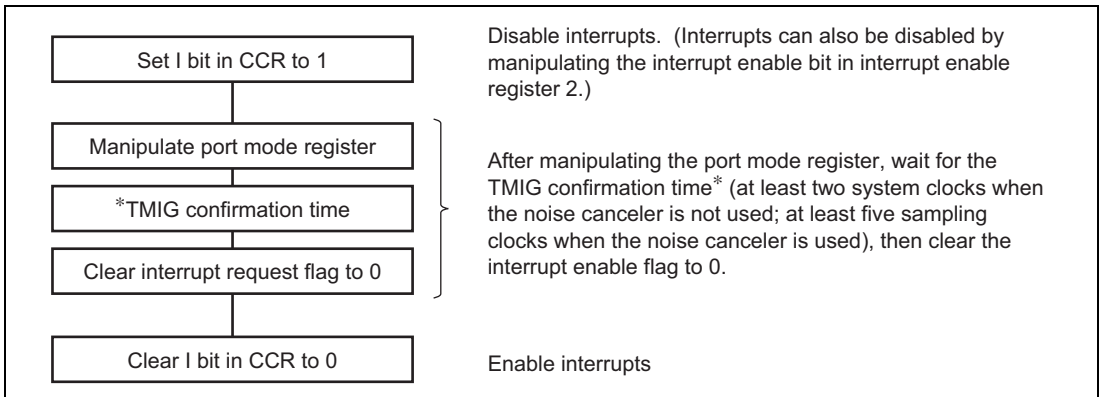 Set I bit in CCR to 1
Disable interrupts.  (Interrupts can also be disabled by
manipulating the interrupt enable bit in interrupt enable
register 2.)
Manipulate port mode register
*TMIG confirmation time
Clear interrupt request flag to 0
After manipulating the port mode register, wait for the
TMIG confirmation time* (at least two system clocks when
the noise canceler is not used; at least five sampling
clocks when the noise canceler is used), then clear the
interrupt enable flag to 0.
Clear I bit in CCR to 0
Enable interrupts